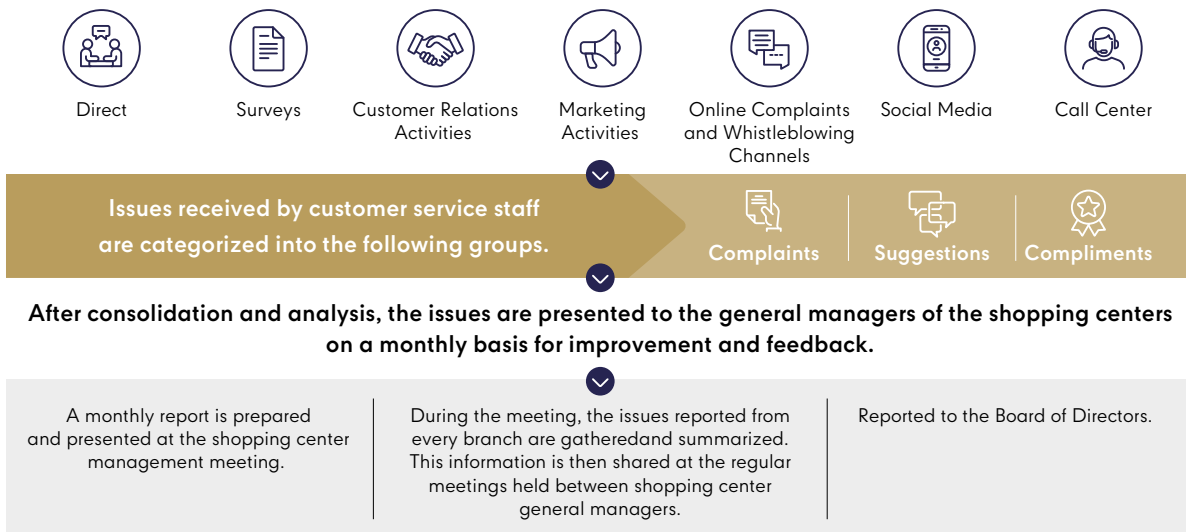 Direct
Surveys
Customer Relations
Activities
Marketing
Activities
Online Complaints
and Whistleblowing
Channels
Social Media
Call Center
Issues received by customer service staff
are categorized into the following groups.
Complaints
Suggestions
Compliments
After consolidation and analysis, the issues are presented to the general managers of the shopping centers
on a monthly basis for improvement and feedback.
A monthly report is prepared
and presented at the shopping center
management meeting.
During the meeting, the issues reported from
every branch are gatheredand summarized.
This information is then shared at the regular
meetings held between shopping center
general managers.
Reported to the Board of Directors.